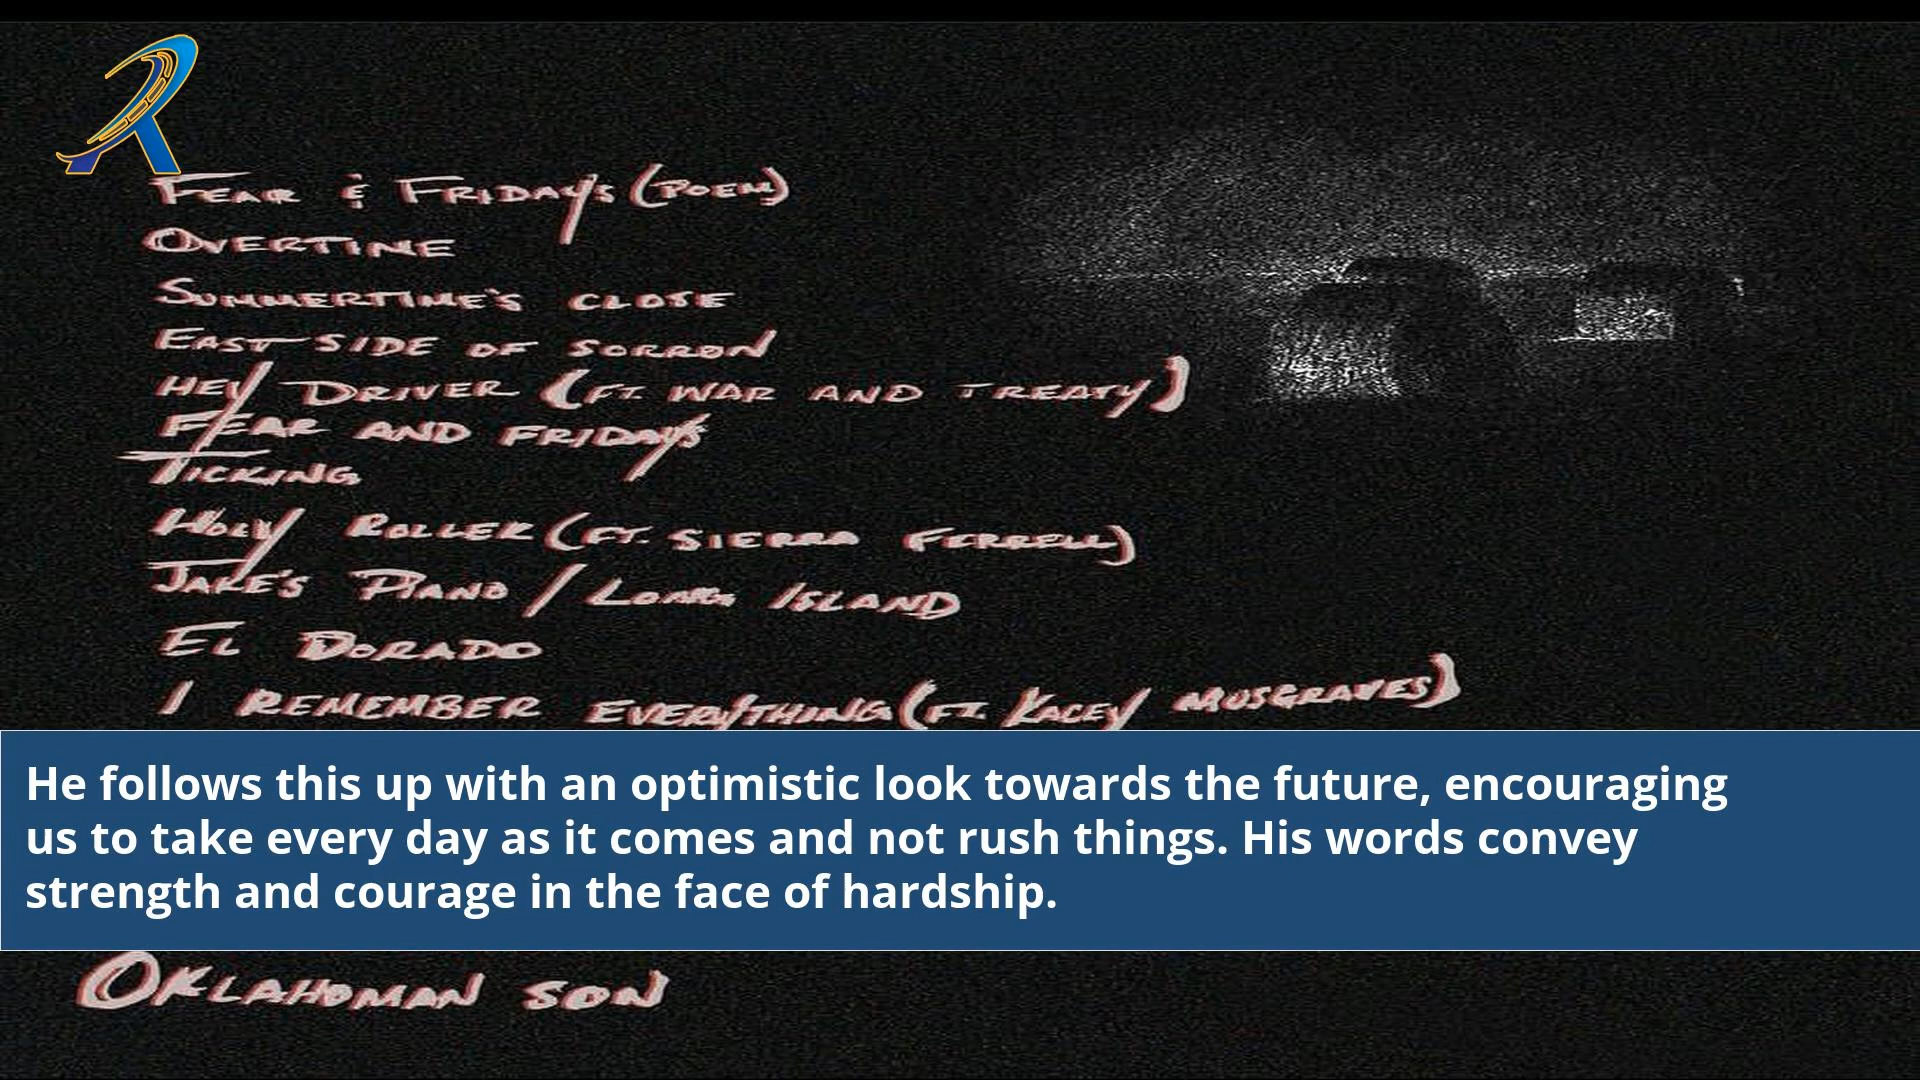 FEAR & FRIDAY'S (POEM)
OVERTIME
SUMMERTIME'S CLOSE
EAST SIDE OF SORROW
HEY DRIVER (FT. WAR AND TREATY)
FEAR AND FRIDAYS
TICKING
HOLY ROLLER (FT. SIERRA FERRELL)
JAKE'S PIANO / LONG ISLAND
EL DORADO
I REMEMBER EVERYTHING (FT. KACEY MUSGRAVES)
He follows this up with an optimistic look towards the future, encouraging
us to take every day as it comes and not rush things. His words convey
strength and courage in the face of hardship.
OKLAHOMAN SON